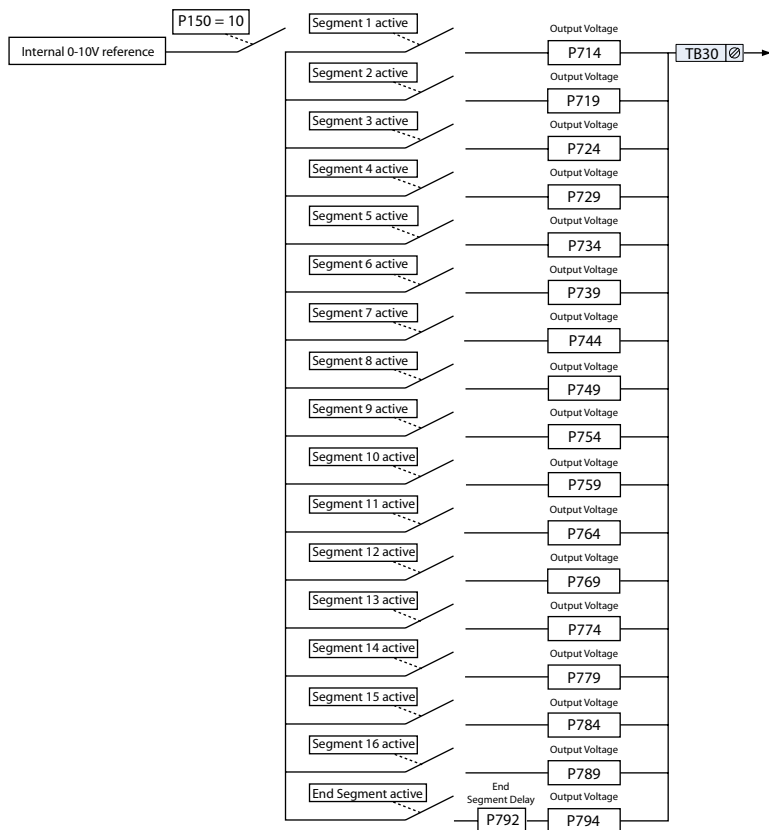 P150 = 10
Internal 0-10V reference
Segment 1 active
Output Voltage
P714
TB30
Segment 2 active
Output Voltage
P719
Segment 3 active
Output Voltage
P724
Segment 4 active
Output Voltage
P729
Segment 5 active
Output Voltage
P734
Segment 6 active
Output Voltage
P739
Segment 7 active
Output Voltage
P744
Segment 8 active
Output Voltage
P749
Segment 9 active
Output Voltage
P754
Segment 10 active
Output Voltage
P759
Segment 11 active
Output Voltage
P764
Segment 12 active
Output Voltage
P769
Segment 13 active
Output Voltage
P774
Segment 14 active
Output Voltage
P779
Segment 15 active
Output Voltage
P784
Segment 16 active
Output Voltage
P789
End Segment active
End
Segment Delay
P792
Output Voltage
P794